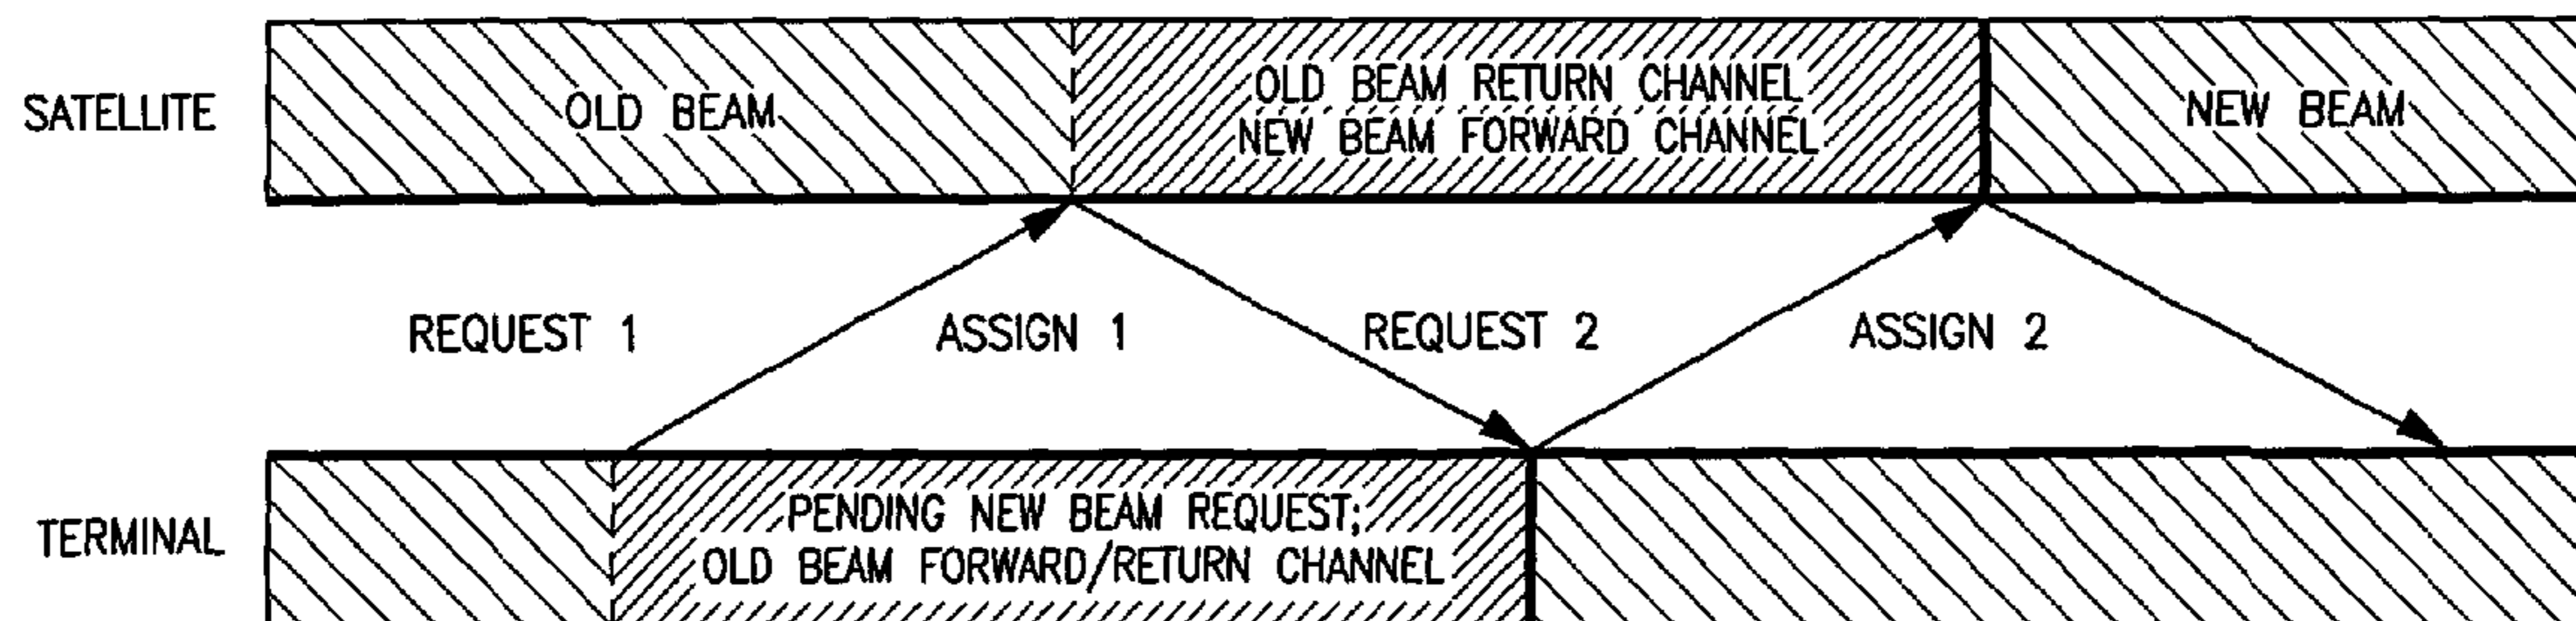 SATELLITE
OLD BEAM
OLD BEAM RETURN CHANNEL
NEW BEAM FORWARD CHANNEL
NEW BEAM
REQUEST 1
ASSIGN 1
REQUEST 2
ASSIGN 2
TERMINAL
PENDING NEW BEAM REQUEST;
OLD BEAM FORWARD/RETURN CHANNEL